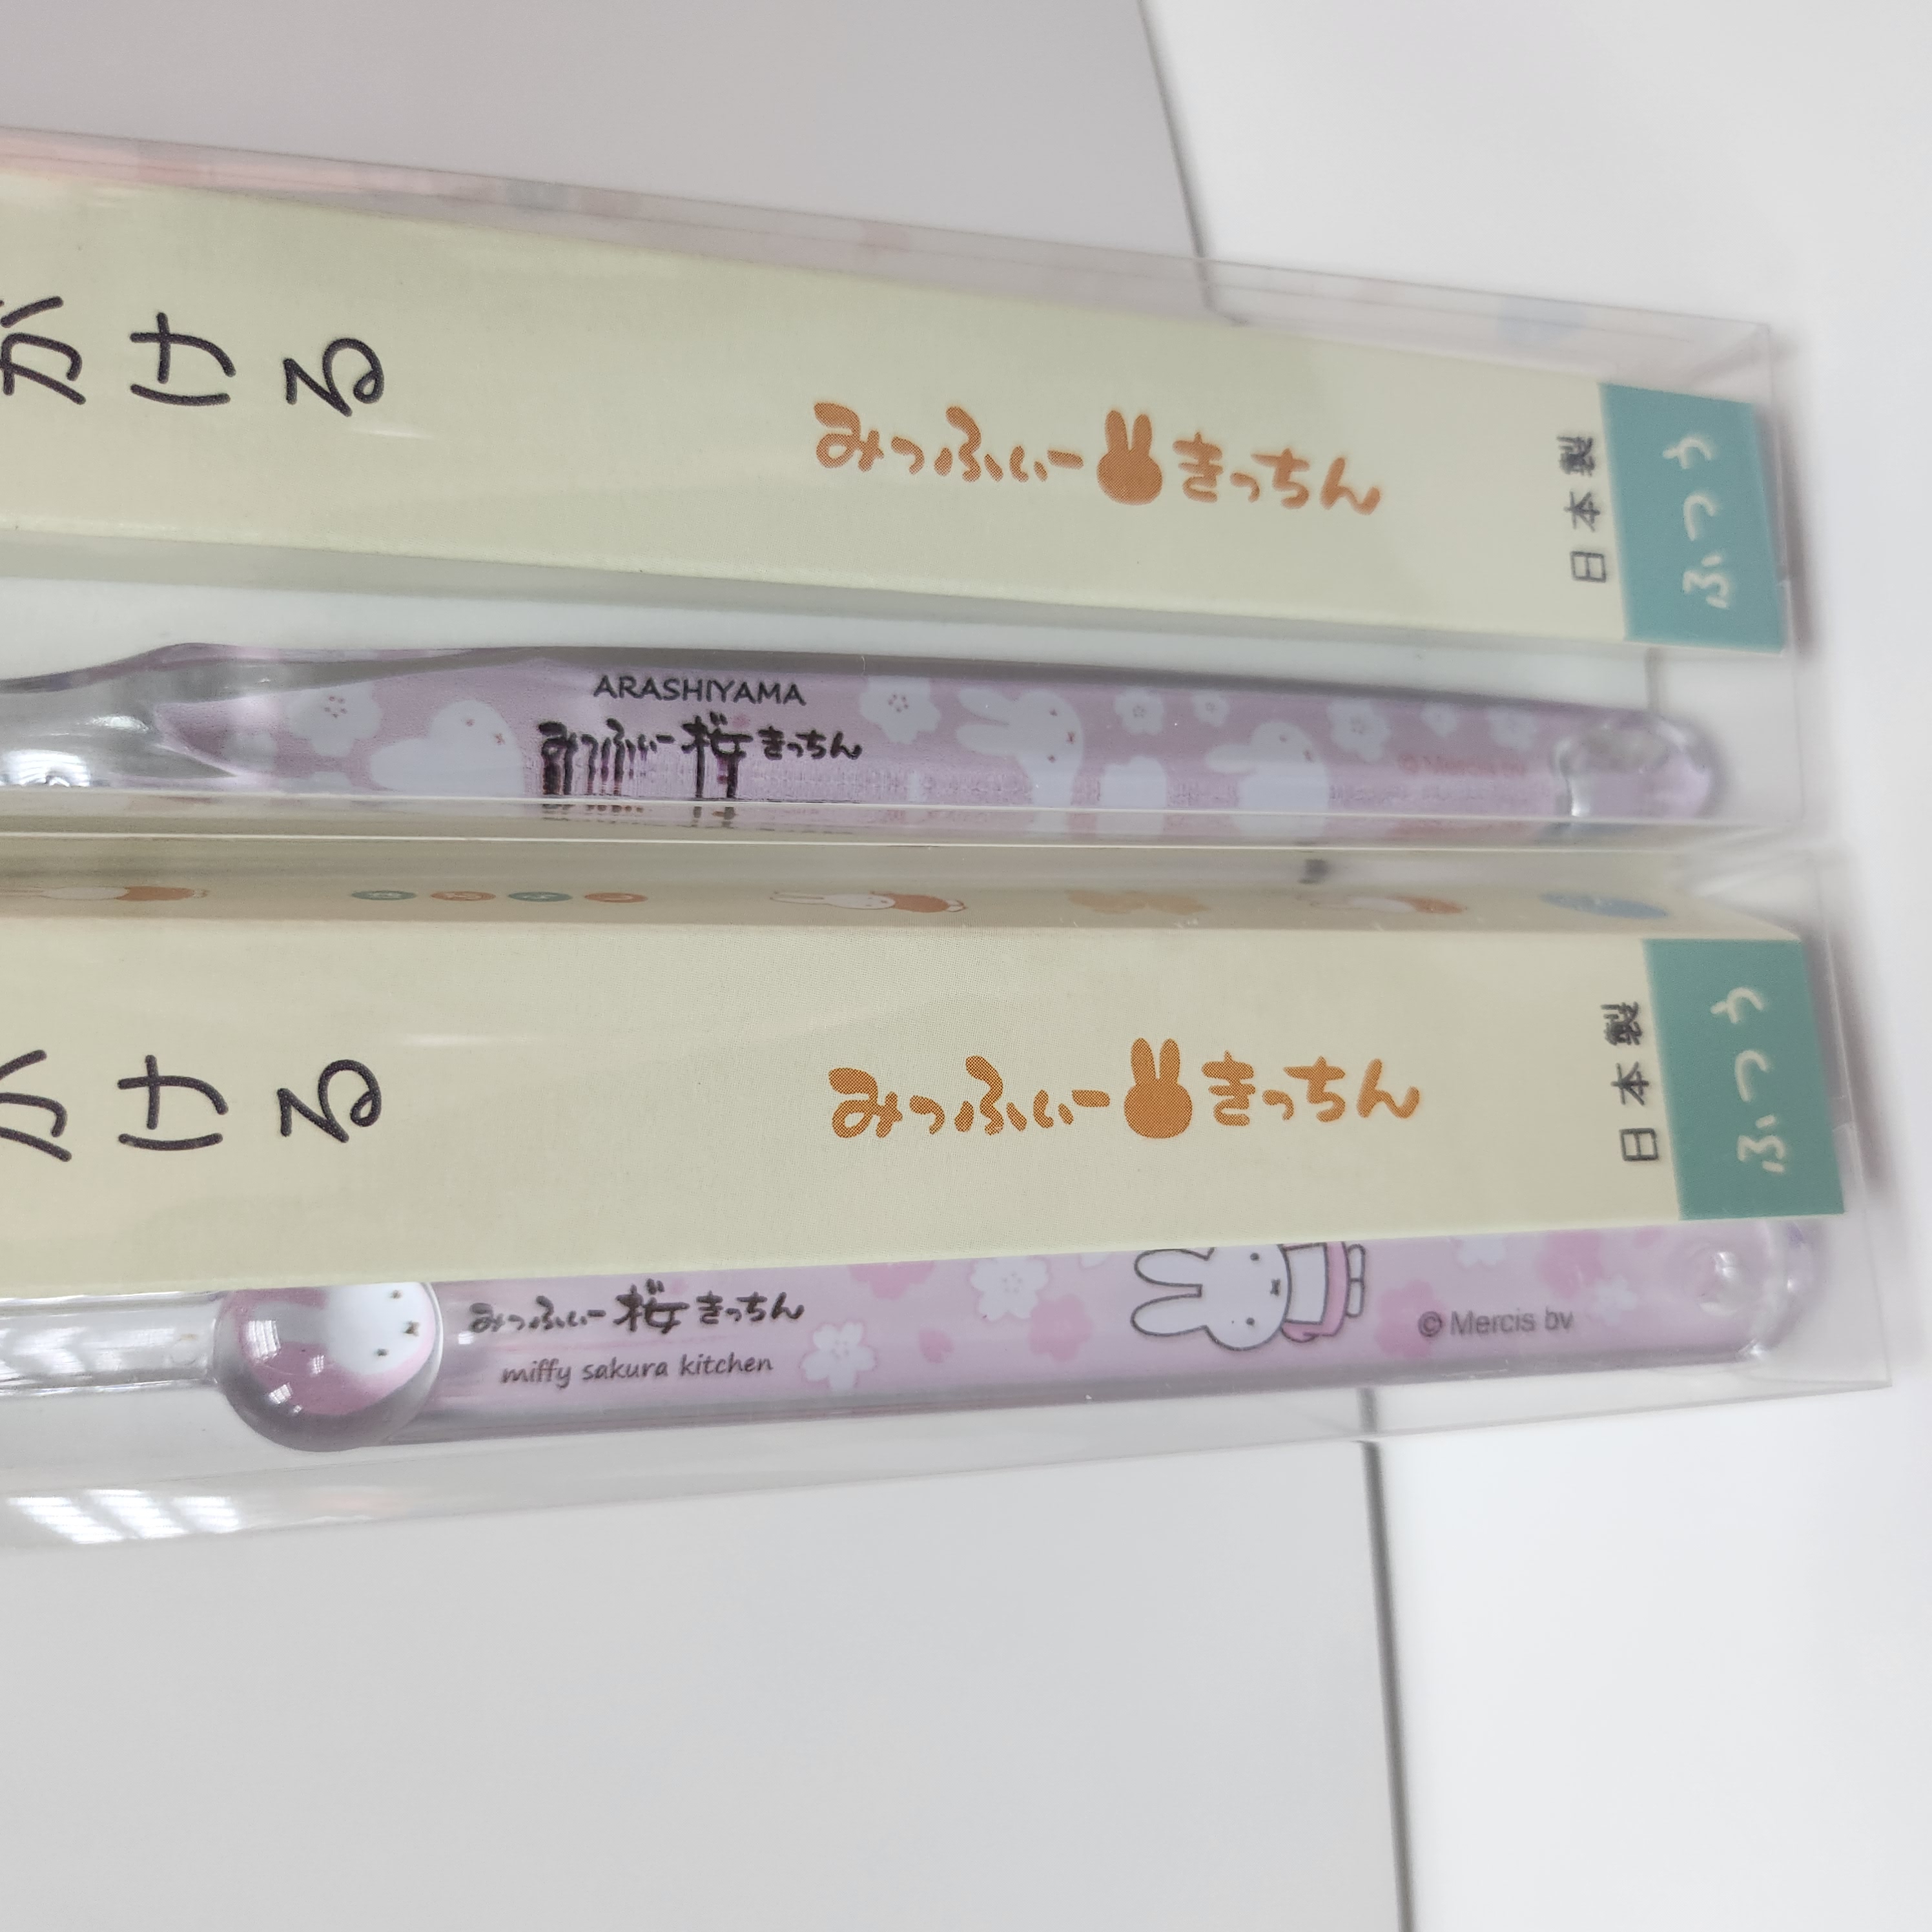 がける
みっふぃーきっちん
日本製
ふつう
ARASHIYAMA
みっふぃー桜きっちん
がける
みっふぃーきっちん
日本製
ふつう
みっふぃー桜きっちん
miffy sakura kitchen
© Mercis bv